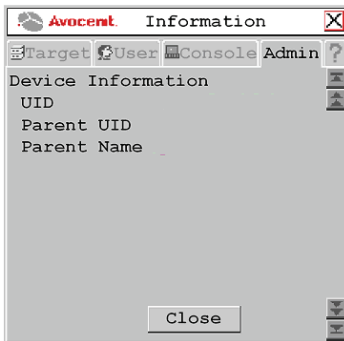 Avocent. Information X
Target User Console Admin ?
Device Information
UID
Parent UID
Parent Name
Close